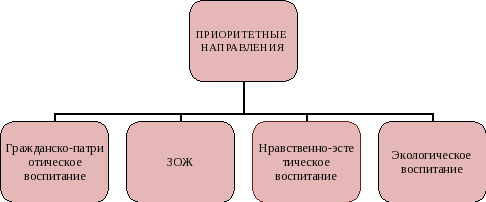 ПРИОРИТЕТНЫЕ
НАПРАВЛЕНИЯ
Гражданско-патри
отическое
воспитание
ЗОЖ
Нравственно-эсте
тическое
воспитание
Экологическое
воспитание